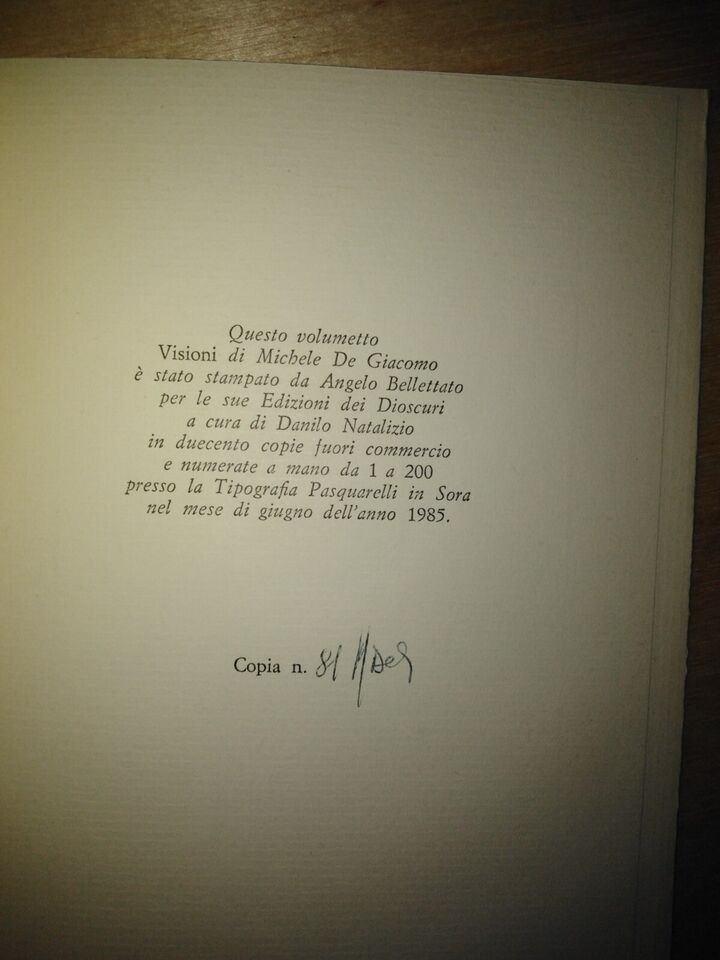 Questo volumetto
Visioni di Michele De Giacomo
è stato stampato da Angelo Bellettato
per le sue Edizioni dei Dioscuri
a cura di Danilo Natalizio
in duecento copie fuori commercio
e numerate a mano da 1 a 200
presso la Tipografia Pasquarelli in Sora
nel mese di giugno dell'anno 1985.
Copia n. 81